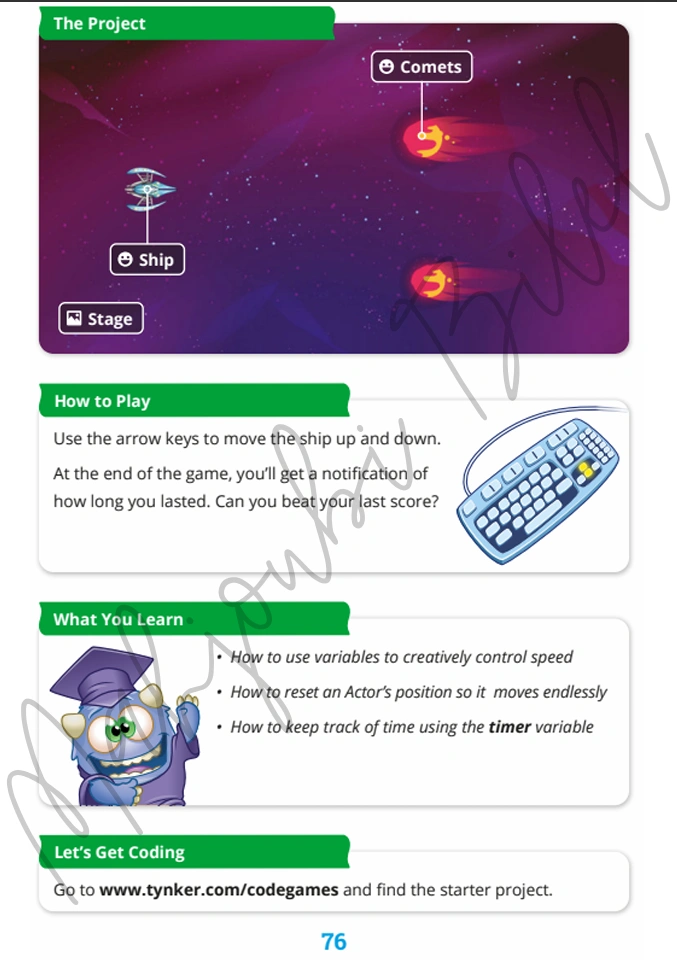 The Project
Comets
Ship
Stage
How to Play
Use the arrow keys to move the ship up and down.
At the end of the game, you'll get a notification of
how long you lasted. Can you beat your last score?
What You Learn
• How to use variables to creatively control speed
• How to reset an Actor's position so it moves endlessly
• How to keep track of time using the timer variable
Let's Get Coding
Go to www.tynker.com/codegames and find the starter project.
76